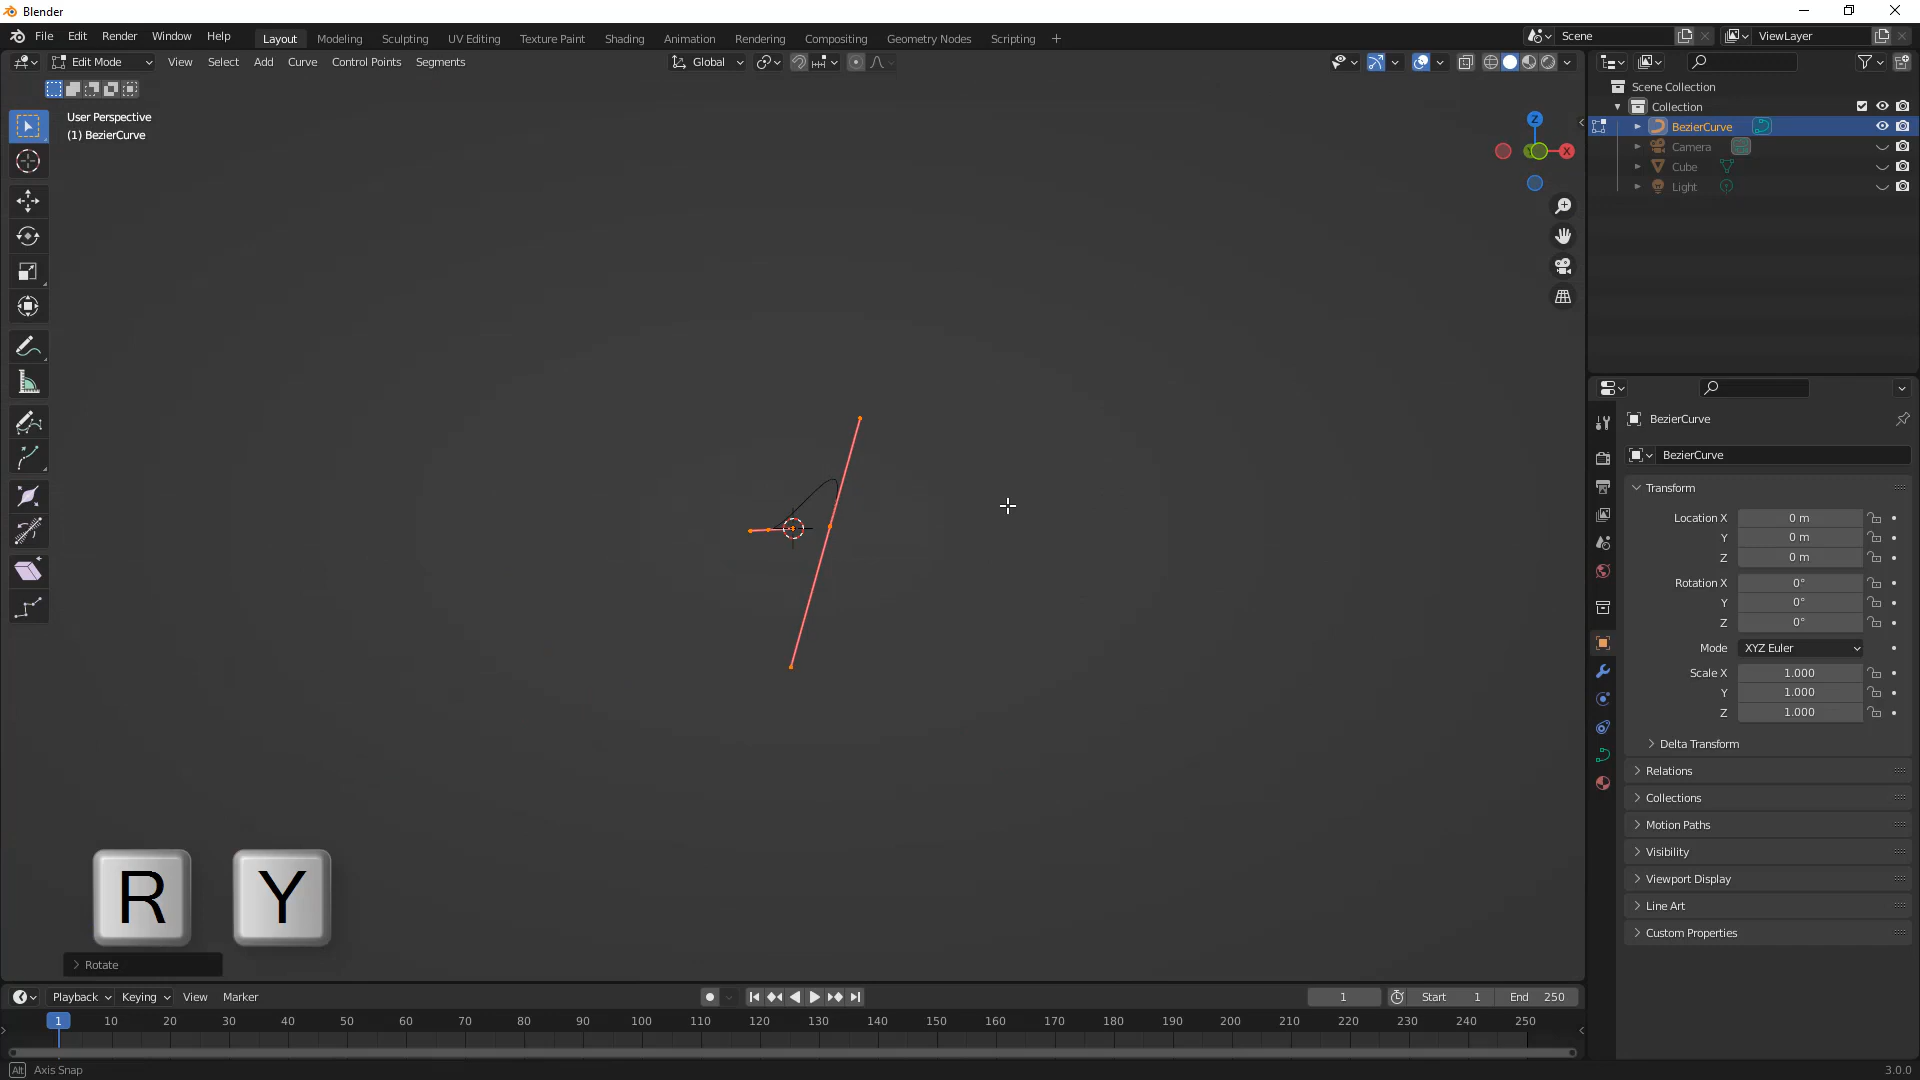 Blender
File Edit Render Window Help Layout Modeling Sculpting UV Editing Texture Paint Shading Animation Rendering Compositing Geometry Nodes Scripting + Scene ViewLayer
Edit Mode View Select Add Curve Control Points Segments Global
User Perspective
(1) BezierCurve
Z
X
Scene Collection
Collection
BezierCurve
Camera
Cube
Light
BezierCurve
BezierCurve
Transform
Location X 0 m
Y 0 m
Z 0 m
Rotation X 0°
Y 0°
Z 0°
Mode XYZ Euler
Scale X 1.000
Y 1.000
Z 1.000
Delta Transform
Relations
Collections
Motion Paths
Visibility
Viewport Display
Line Art
Custom Properties
R Y
Rotate
Playback Keying View Marker 1 Start 1 End 250
1 10 20 30 40 50 60 70 80 90 100 110 120 130 140 150 160 170 180 190 200 210 220 230 240 250
Alt Axis Snap 3.0.0